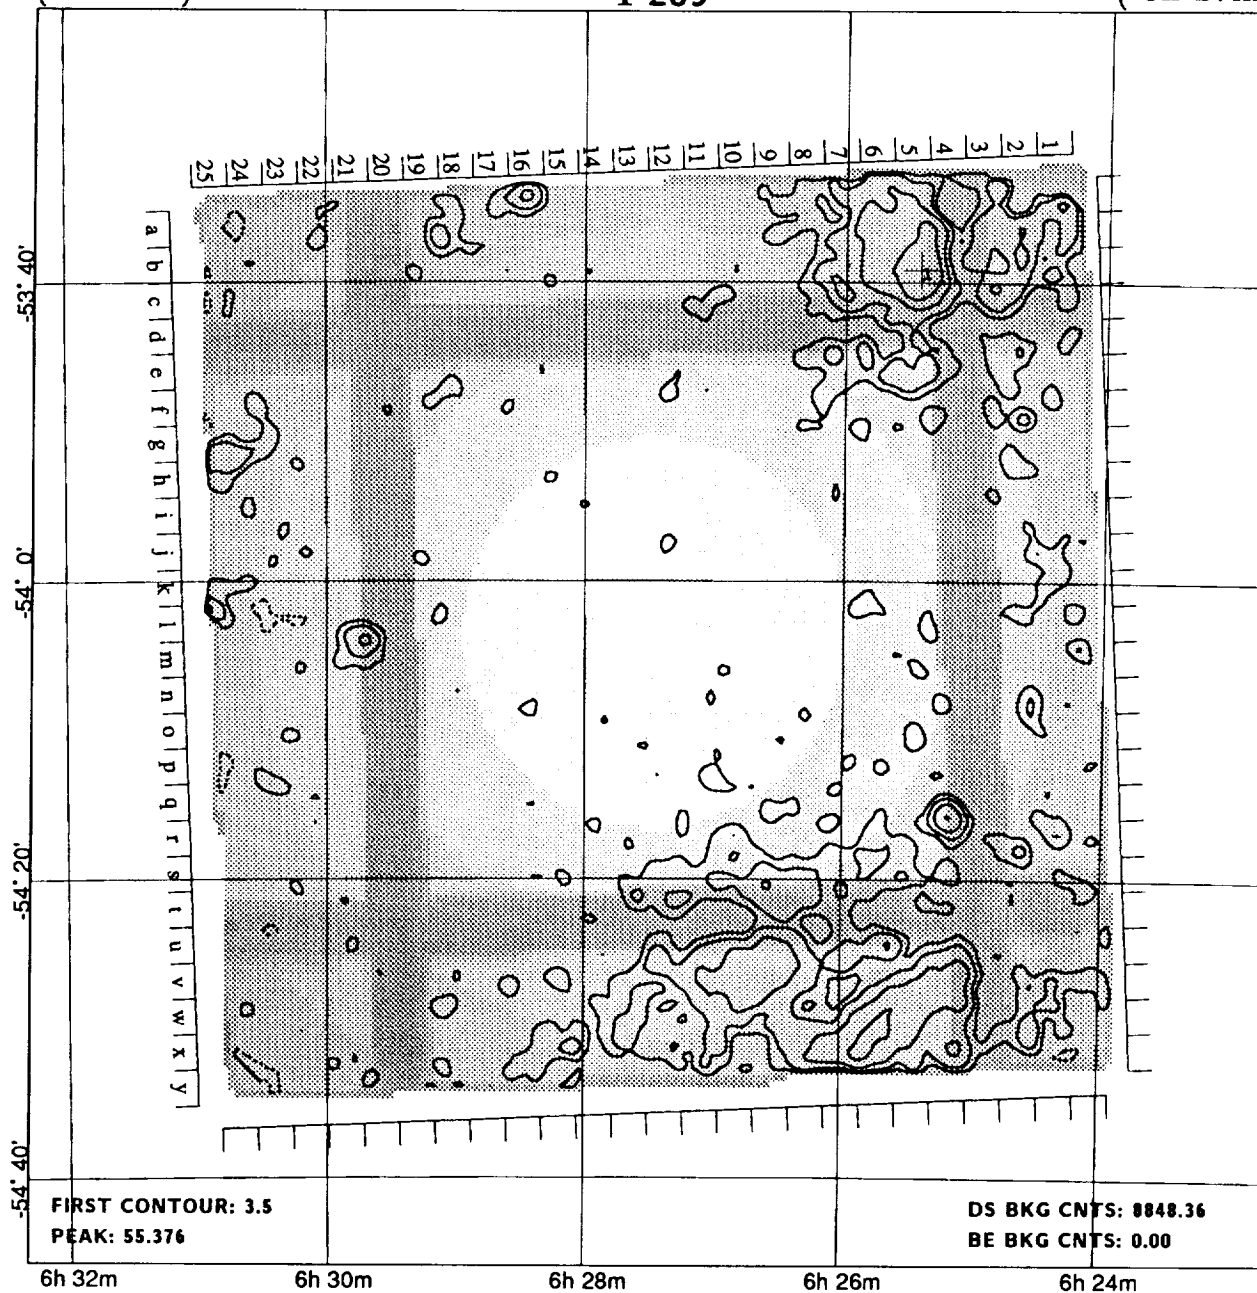 25 24 23 22 21 20 19 18 17 16 15 14 13 12 11 10 9 8 7 6 5 4 3 2 1
a b c d e f g h i j k l m n o p q r s t u v w x y
-53° 40'
-54° 0'
-54° 20'
-54° 40'
FIRST CONTOUR: 3.5
PEAK: 55.376
DS BKG CNTS: 8848.36
BE BKG CNTS: 0.00
6h 32m 6h 30m 6h 28m 6h 26m 6h 24m